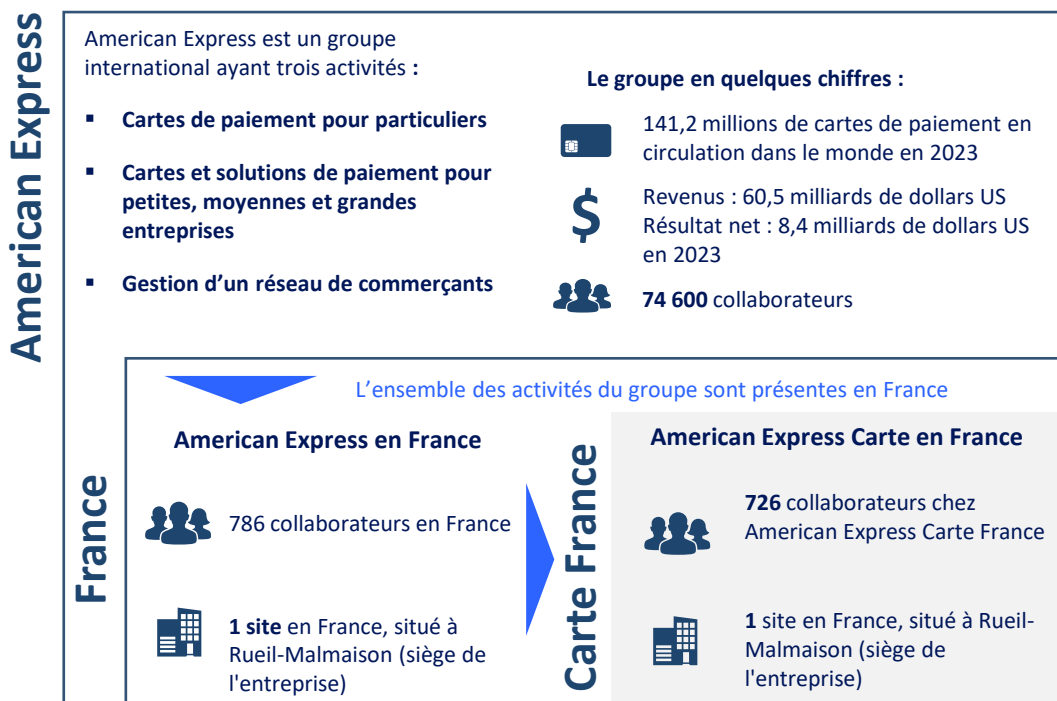 American Express
American Express est un groupe
international ayant trois activités :
▪ Cartes de paiement pour particuliers
▪ Cartes et solutions de paiement pour
petites, moyennes et grandes
entreprises
▪ Gestion d’un réseau de commerçants
Le groupe en quelques chiffres :
141,2 millions de cartes de paiement en
circulation dans le monde en 2023
$
Revenus : 60,5 milliards de dollars US
Résultat net : 8,4 milliards de dollars US
en 2023
74 600 collaborateurs
L’ensemble des activités du groupe sont présentes en France
France
American Express en France
786 collaborateurs en France
1 site en France, situé à
Rueil-Malmaison (siège de
l'entreprise)
Carte France
American Express Carte en France
726 collaborateurs chez
American Express Carte France
1 site en France, situé à Rueil-
Malmaison (siège de
l'entreprise)